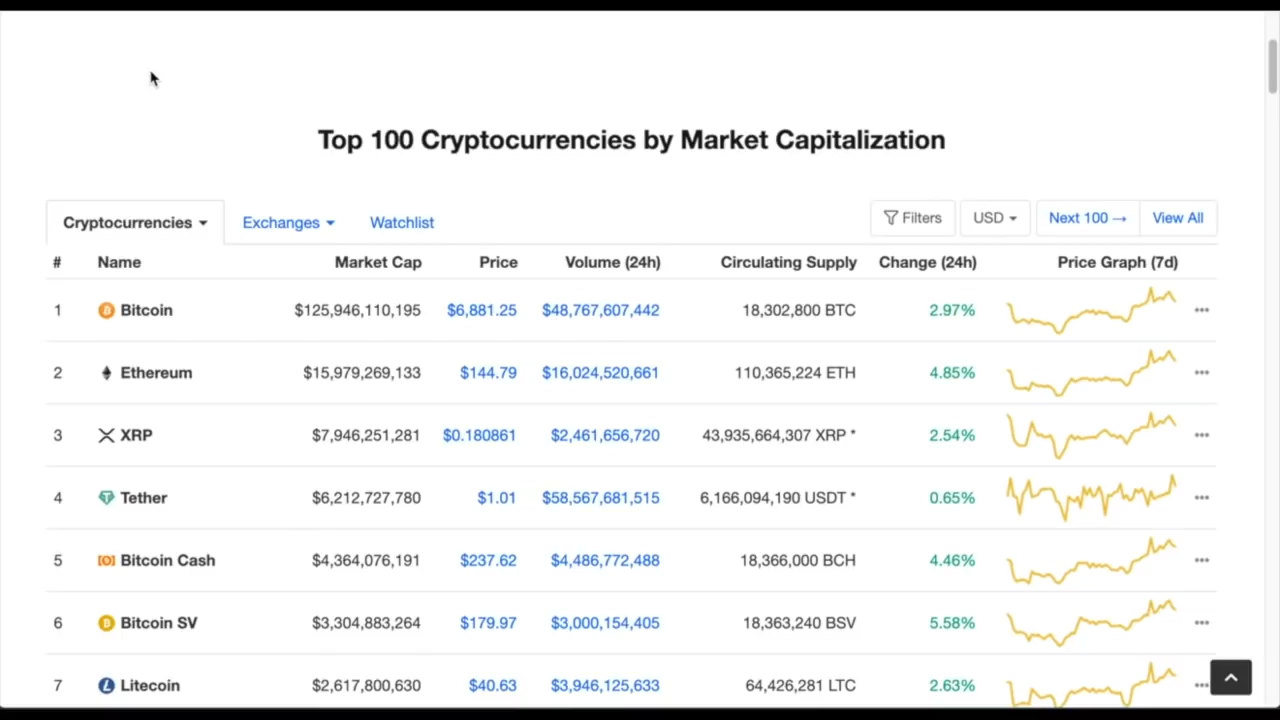 Top 100 Cryptocurrencies by Market Capitalization
Cryptocurrencies Exchanges Watchlist Filters USD Next 100 → View All
# Name Market Cap Price Volume (24h) Circulating Supply Change (24h) Price Graph (7d)
1 Bitcoin $125,946,110,195 $6,881.25 $48,767,607,442 18,302,800 BTC 2.97%
2 Ethereum $15,979,269,133 $144.79 $16,024,520,661 110,365,224 ETH 4.85%
3 XRP $7,946,251,281 $0.180861 $2,461,656,720 43,935,664,307 XRP * 2.54%
4 Tether $6,212,727,780 $1.01 $58,567,681,515 6,166,094,190 USDT * 0.65%
5 Bitcoin Cash $4,364,076,191 $237.62 $4,486,772,488 18,366,000 BCH 4.46%
6 Bitcoin SV $3,304,883,264 $179.97 $3,000,154,405 18,363,240 BSV 5.58%
7 Litecoin $2,617,800,630 $40.63 $3,946,125,633 64,426,281 LTC 2.63%